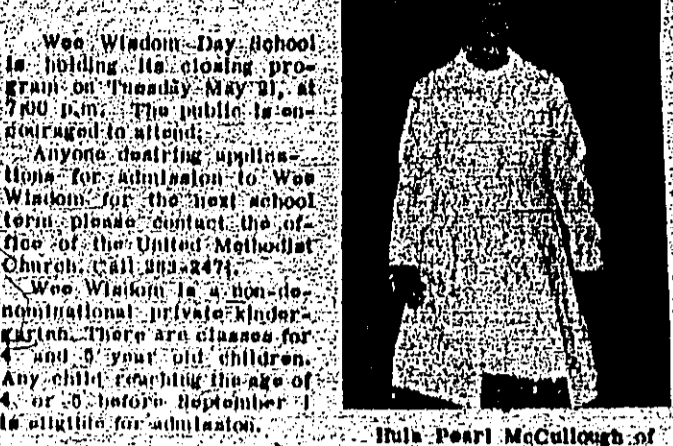 Wee Wisdom Day School
is holding its closing pro-
gram on Tuesday May 21, at
7:00 p.m. The public is en-
couraged to attend.
Anyone desiring applica-
tions for admission to Wee
Wisdom for the next school
term please contact the of-
fice of the United Methodist
Church. Call
Wee Wisdom is a non-de-
nominational private kinder-
garten. There are classes for
4 and 5 year old children.
Any child reaching the age of
4, or 5 before September 1
is eligible for admission.
Pearl McCullough of